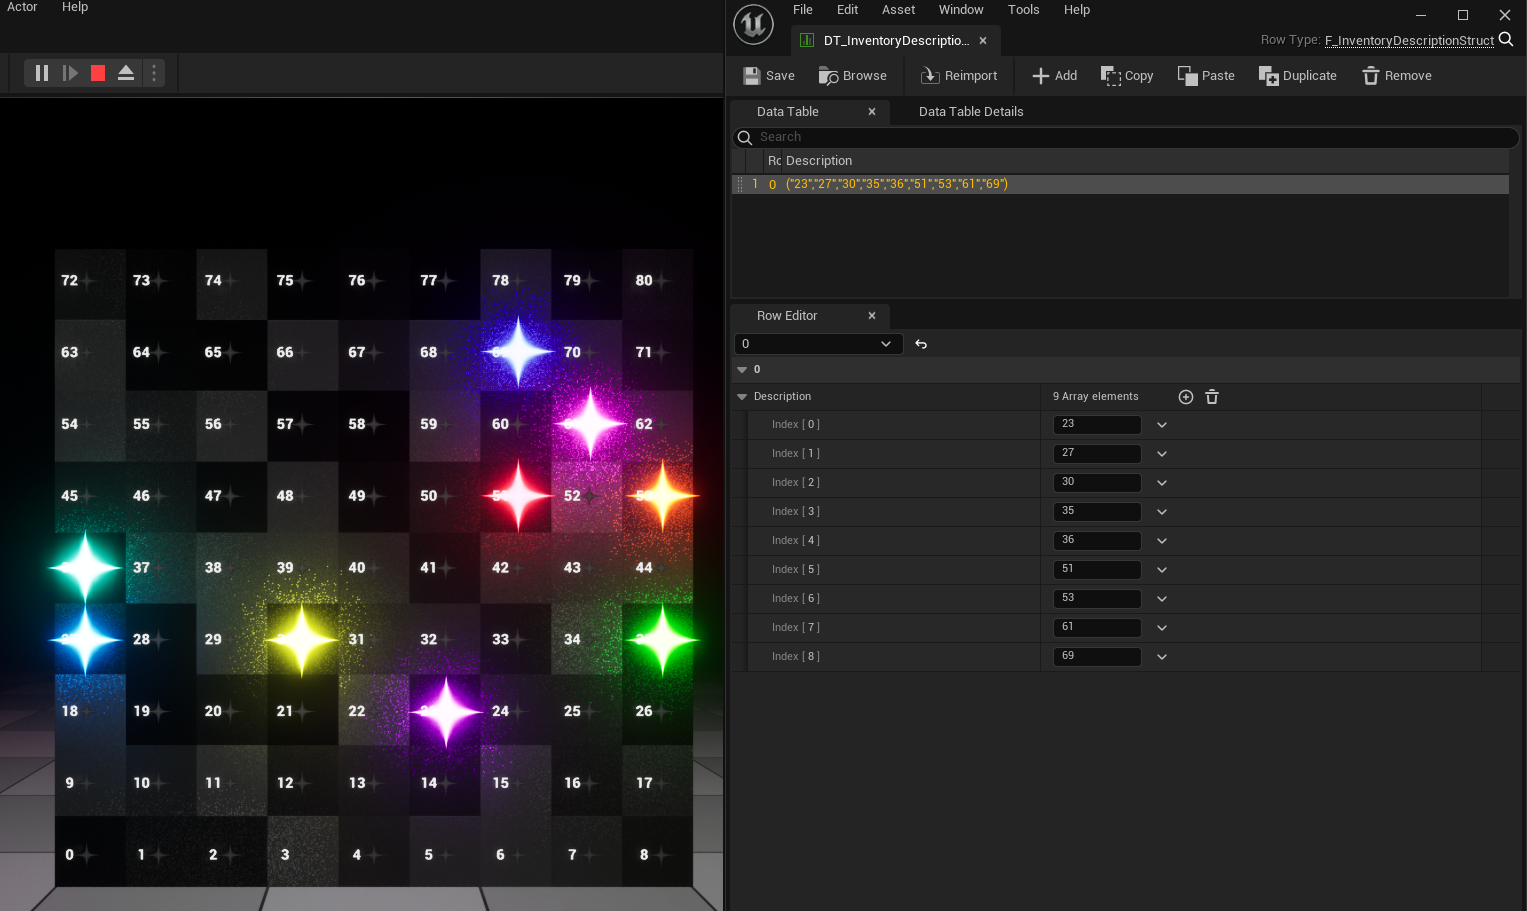 Actor Help
File Edit Asset Window Tools Help
DT_InventoryDescriptio...
Row Type: F_InventoryDescriptionStruct
Save Browse Reimport Add Copy Paste Duplicate Remove
Data Table Data Table Details
Search
Rc Description
1 0 ("23","27","30","35","36","51","53","61","69")
Row Editor
0
0
Description 9 Array elements
Index [ 0 ] 23
Index [ 1 ] 27
Index [ 2 ] 30
Index [ 3 ] 35
Index [ 4 ] 36
Index [ 5 ] 51
Index [ 6 ] 53
Index [ 7 ] 61
Index [ 8 ] 69
72 73 74 75 76 77 78 79 80
63 64 65 66 67 68 70 71
54 55 56 57 58 59 60 62
45 46 47 48 49 50 52
37 38 39 40 41 42 43 44
28 29 31 32 33 34
18 19 20 21 22 24 25 26
9 10 11 12 13 14 15 16 17
0 1 2 3 4 5 6 7 8